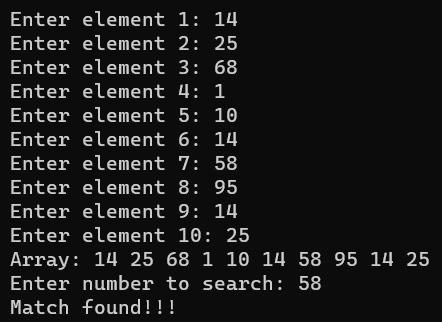 Enter element 1: 14
Enter element 2: 25
Enter element 3: 68
Enter element 4: 1
Enter element 5: 10
Enter element 6: 14
Enter element 7: 58
Enter element 8: 95
Enter element 9: 14
Enter element 10: 25
Array: 14 25 68 1 10 14 58 95 14 25
Enter number to search: 58
Match found!!!